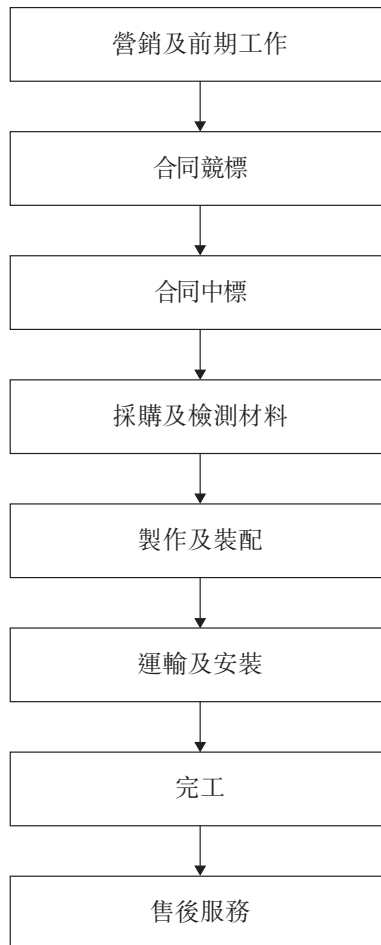 營銷及前期工作
合同競標
合同中標
採購及檢測材料
製作及裝配
運輸及安裝
完工
售後服務